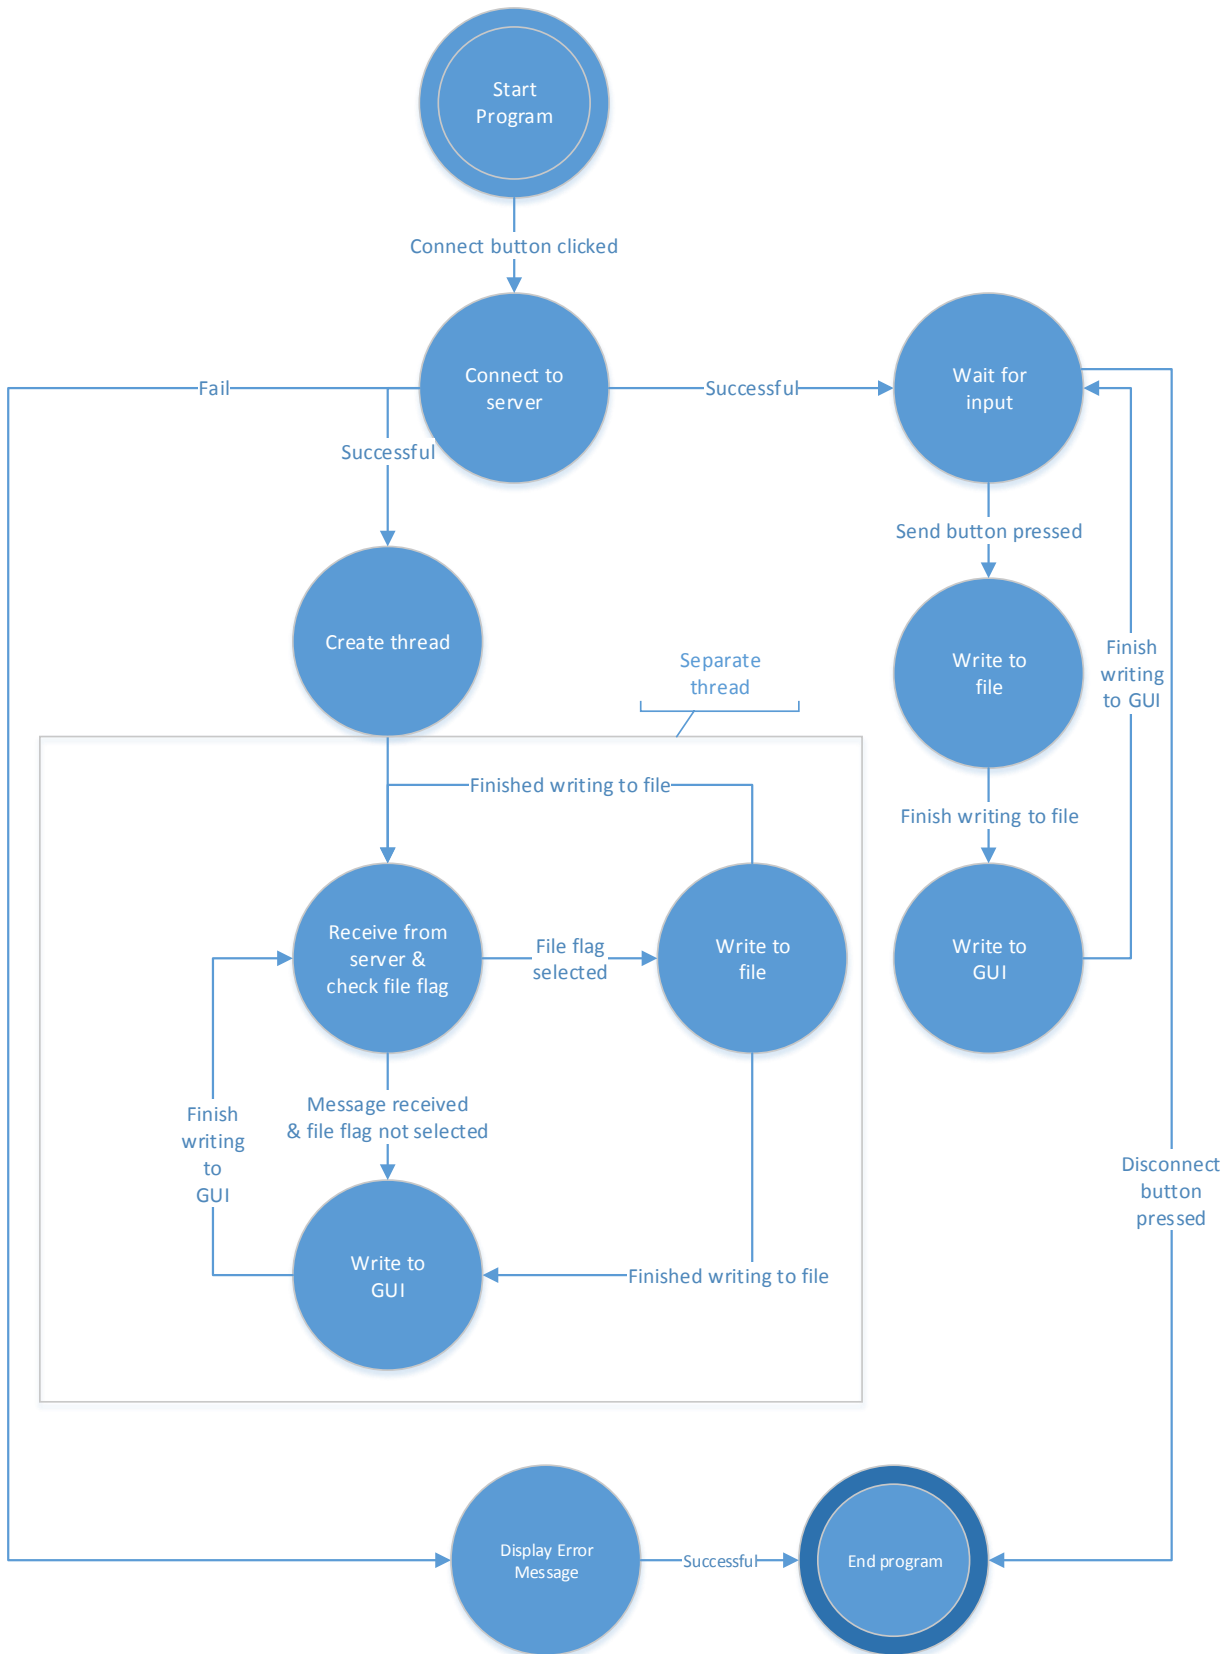 Start
Program
Connect button clicked
Fail
Connect to
server
Successful
Wait for
input
Successful
Send button pressed
Create thread
Separate
thread
Write to
file
Finish
writing
to GUI
Finished writing to file
Finish writing to file
Receive from
server &
check file flag
File flag
selected
Write to
file
Write to
GUI
Finish
writing
to
GUI
Message received
& file flag not selected
Disconnect
button
pressed
Write to
GUI
Finished writing to file
Display Error
Message
Successful
End program